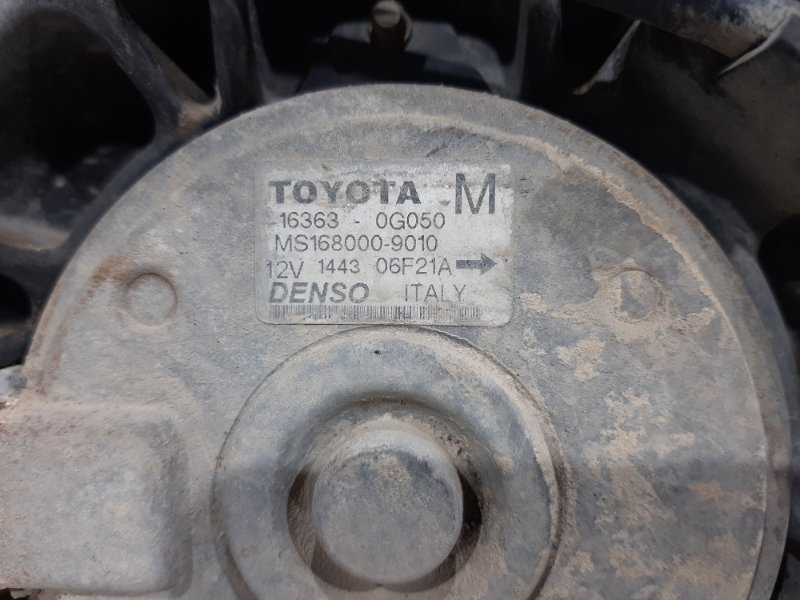 TOYOTA M
16363 - 0G050
MS168000-9010
12V 1443 06F21A→
DENSO ITALY